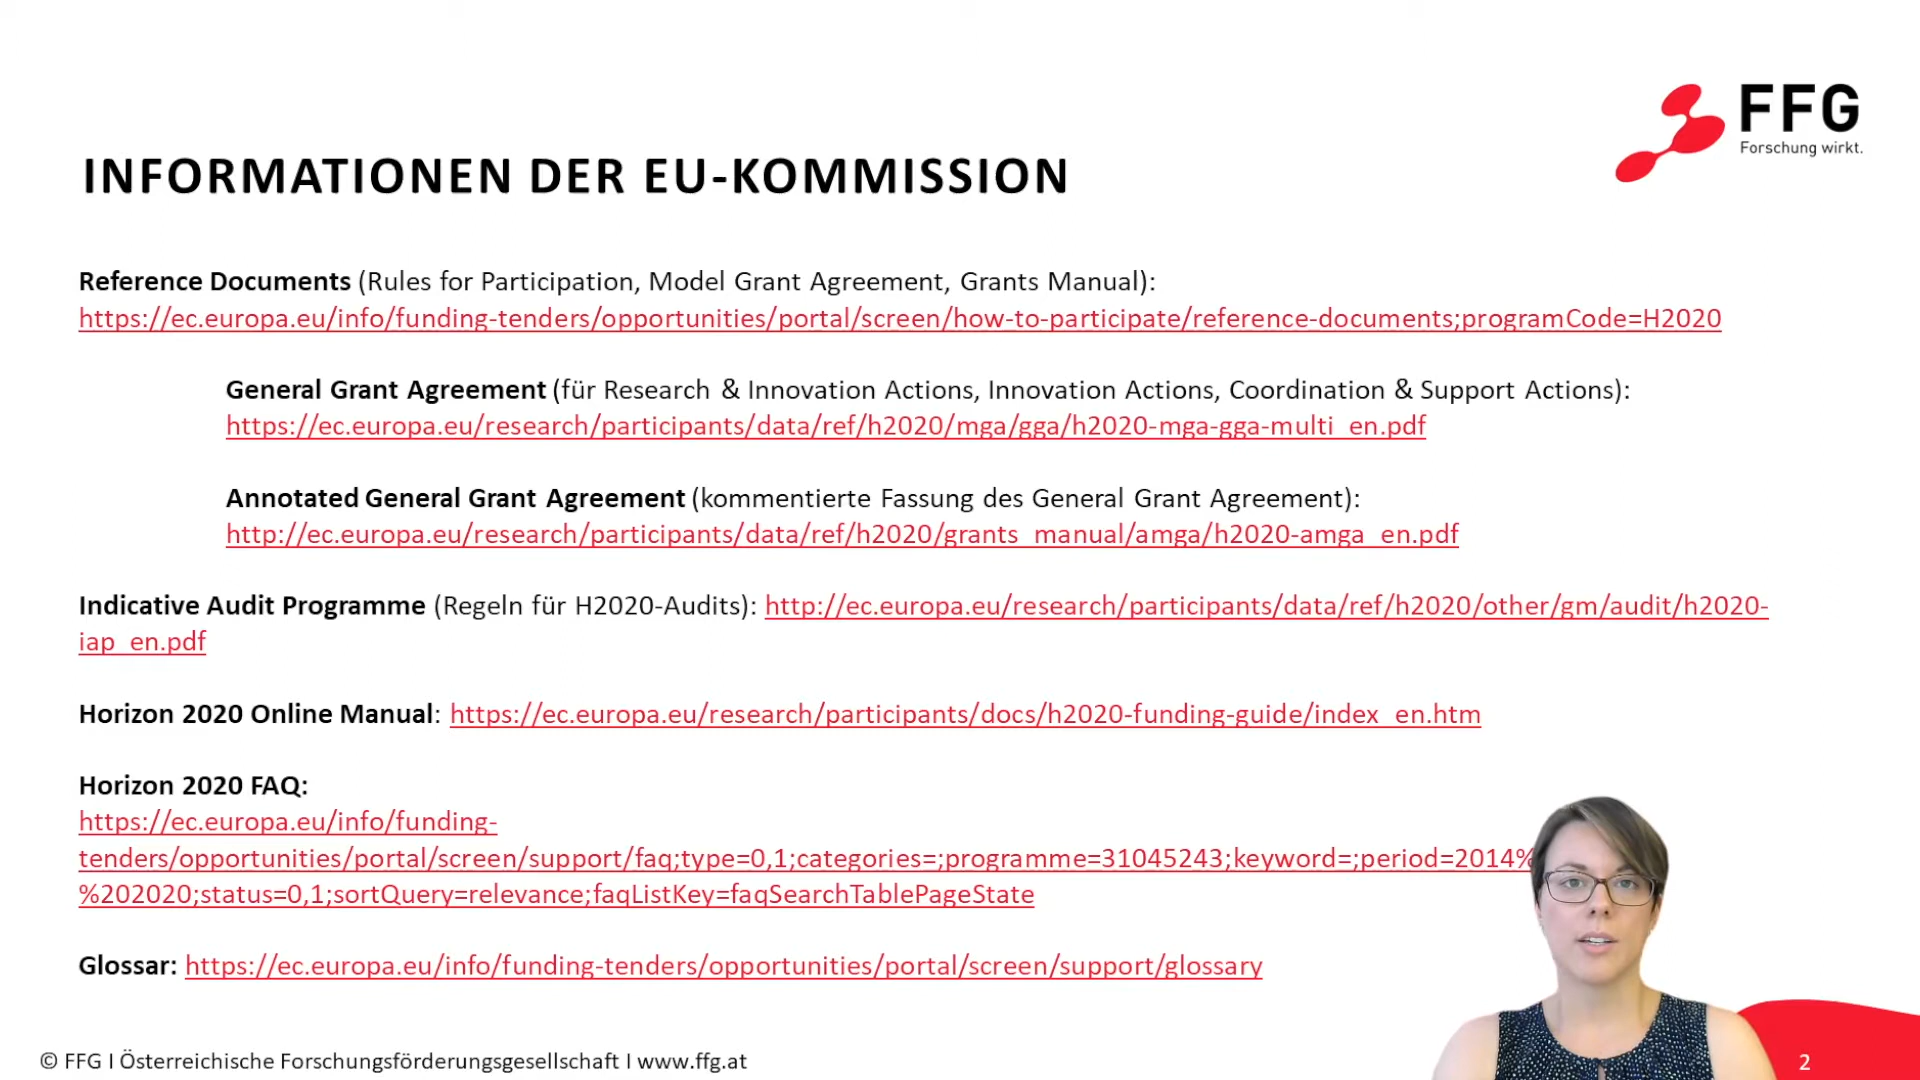 FFG
Forschung wirkt.
INFORMATIONEN DER EU-KOMMISSION
Reference Documents (Rules for Participation, Model Grant Agreement, Grants Manual):
https://ec.europa.eu/info/funding-tenders/opportunities/portal/screen/how-to-participate/reference-documents;programCode=H2020
General Grant Agreement (für Research & Innovation Actions, Innovation Actions, Coordination & Support Actions):
https://ec.europa.eu/research/participants/data/ref/h2020/mga/gga/h2020-mga-gga-multi_en.pdf
Annotated General Grant Agreement (kommentierte Fassung des General Grant Agreement):
http://ec.europa.eu/research/participants/data/ref/h2020/grants_manual/amga/h2020-amga_en.pdf
Indicative Audit Programme (Regeln für H2020-Audits): http://ec.europa.eu/research/participants/data/ref/h2020/other/gm/audit/h2020-
iap_en.pdf
Horizon 2020 Online Manual: https://ec.europa.eu/research/participants/docs/h2020-funding-guide/index_en.htm
Horizon 2020 FAQ:
https://ec.europa.eu/info/funding-
tenders/opportunities/portal/screen/support/faq;type=0,1;categories=;programme=31045243;keyword=;period=2014%
%202020;status=0,1;sortQuery=relevance;faqListKey=faqSearchTablePageState
Glossar: https://ec.europa.eu/info/funding-tenders/opportunities/portal/screen/support/glossary
© FFG I Österreichische Forschungsförderungsgesellschaft I www.ffg.at
2